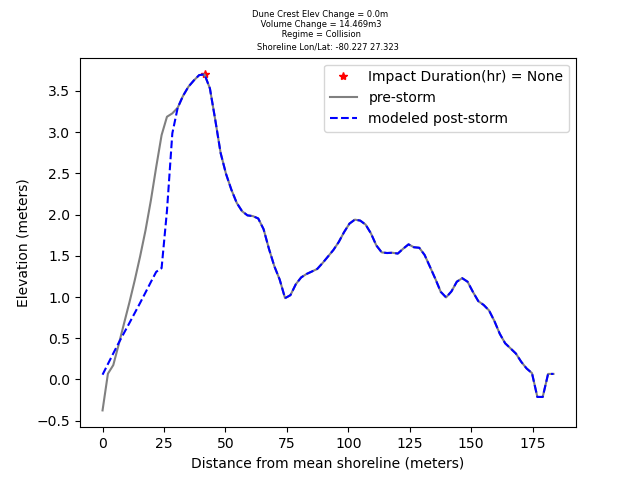 Dune Crest Elev Change = 0.0m
Volume Change = 14.469m3
Regime = Collision
Shoreline Lon/Lat: -80.227 27.323
Impact Duration(hr) = None
pre-storm
modeled post-storm
Elevation (meters)
3.5
3.0
2.5
2.0
1.5
1.0
0.5
0.0
−0.5
0 25 50 75 100 125 150 175
Distance from mean shoreline (meters)